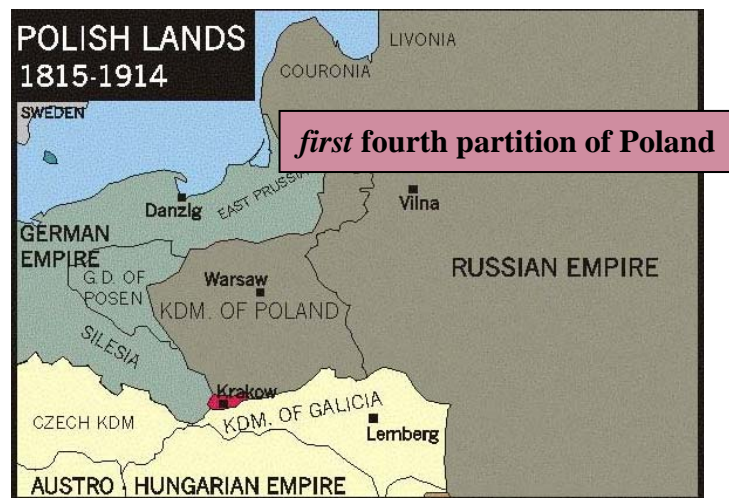 POLISH LANDS
1815-1914
LIVONIA
COURONIA
SWEDEN
first fourth partition of Poland
EAST PRUSSIA
Danzig
Vilna
GERMAN
EMPIRE
G.D. OF
POSEN
Warsaw
RUSSIAN EMPIRE
KDM. OF POLAND
SILESIA
Krakow
KDM. OF GALICIA
CZECH KDM
Lemberg
AUSTRO - HUNGARIAN EMPIRE